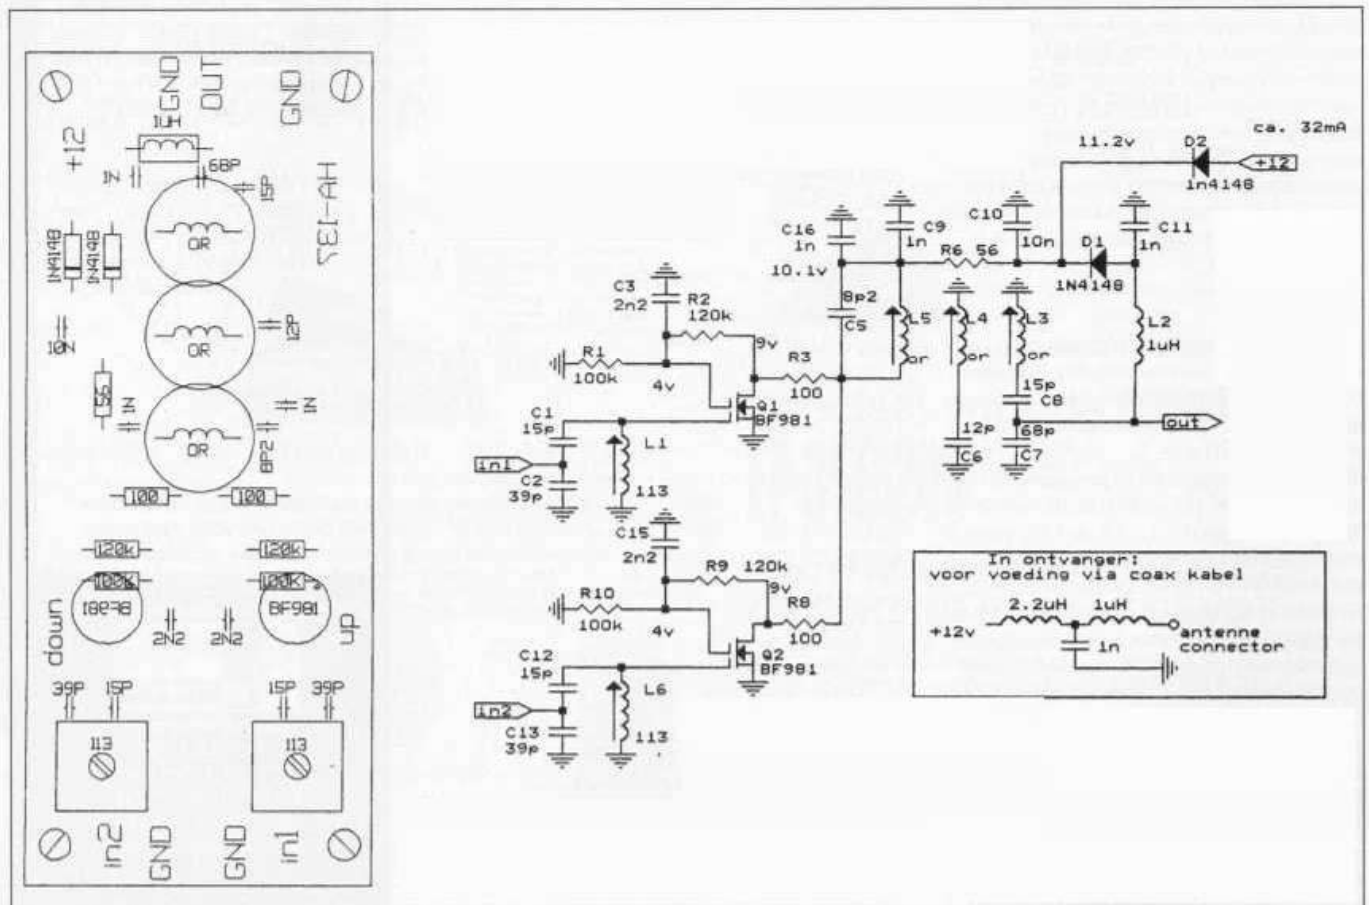 GND
OUT
GND
1UH
+12
68P
1N
15P
HA-137
OR
1N4148
1N4148
OR
12P
10N
56
1N
1N
OR
8P2
100
100
120k
120k
100k
100k
BF981
BF981
down
up
2N2
2N2
39P
15P
15P
39P
113
113
in2
GND
GND
in1
ca. 32mA
11.2v
D2
+12
1n4148
C16
1n
10.1v
C9
1n
C10
10n
R6 56
D1
1N4148
C11
1n
C3
2n2
R2
120k
8p2
C5
L5
or
L4
or
L3
or
L2
1uH
R1
100k
4v
9v
R3
100
Q1
BF981
15p
C8
out
12p
C6
68p
C7
C1
15p
in1
C2
39p
L1
113
C15
2n2
R9 120k
9v
R10
100k
4v
R8
100
Q2
BF981
C12
15p
in2
C13
39p
L6
113
In ontvanger:
voor voeding via coax kabel
2.2uH
1uH
+12v
1n
antenne
connector